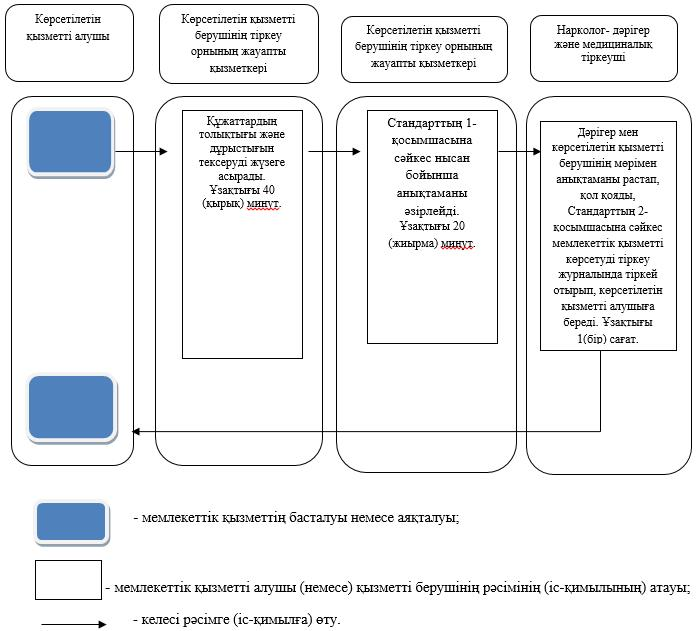 Көрсетілетін
қызметті алушы
Көрсетілетін қызметті
берушінің тіркеу
орнының жауапты
қызметкері
Көрсетілетін қызметті
берушінің тіркеу орнының
жауапты қызметкері
Нарколог- дәрігер
және медициналық
тіркеуші
Құжаттардың
толықтығы және
дұрыстығын
тексеруді жүзеге
асырады.
Ұзақтығы 40
(қырық) минут.
Стандарттың 1-
қосымшасына
сәйкес нысан
бойынша
анықтаманы
әзірлейді.
Ұзақтығы 20
(жиырма) минут.
Дәрігер мен
көрсетілетін қызметті
берушінің мөрімен
анықтаманы растап,
қол қояды,
Стандарттың 2-
қосымшасына сәйкес
мемлекеттік қызметті
көрсетуді тіркеу
журналында тіркей
отырып, көрсетілетін
қызметті алушыға
береді. Ұзақтығы
1(бір) сағат.
- мемлекеттік қызметтің басталуы немесе аяқталуы;
- мемлекеттік қызметті алушы (немесе) қызметті берушінің рәсімінің (іс-қимылының) атауы;
- келесі рәсімге (іс-қимылға) өту.